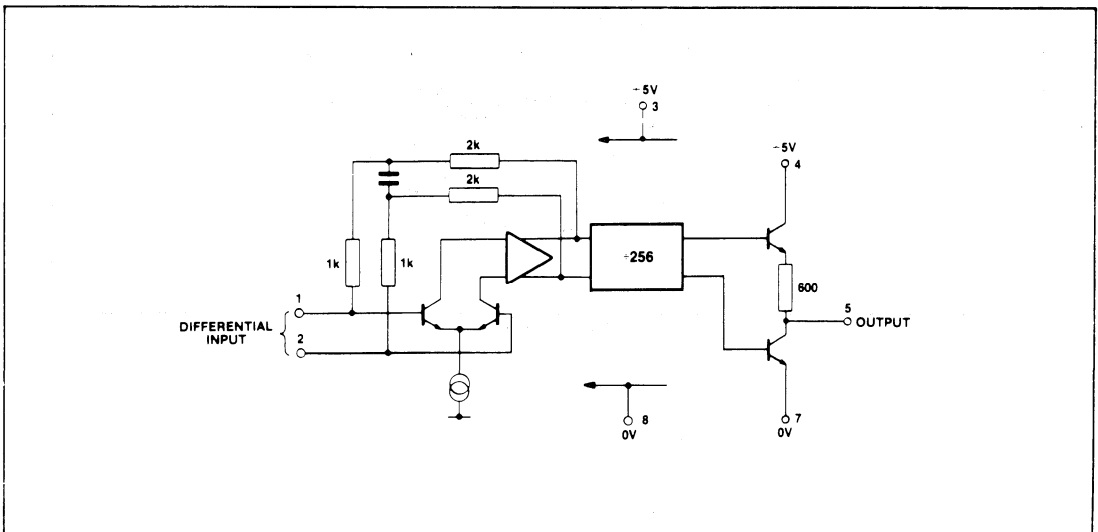 +5V
3
2k
+5V
4
2k
1k
1k
÷256
600
1
5 OUTPUT
DIFFERENTIAL
INPUT
2
8
0V
7
0V